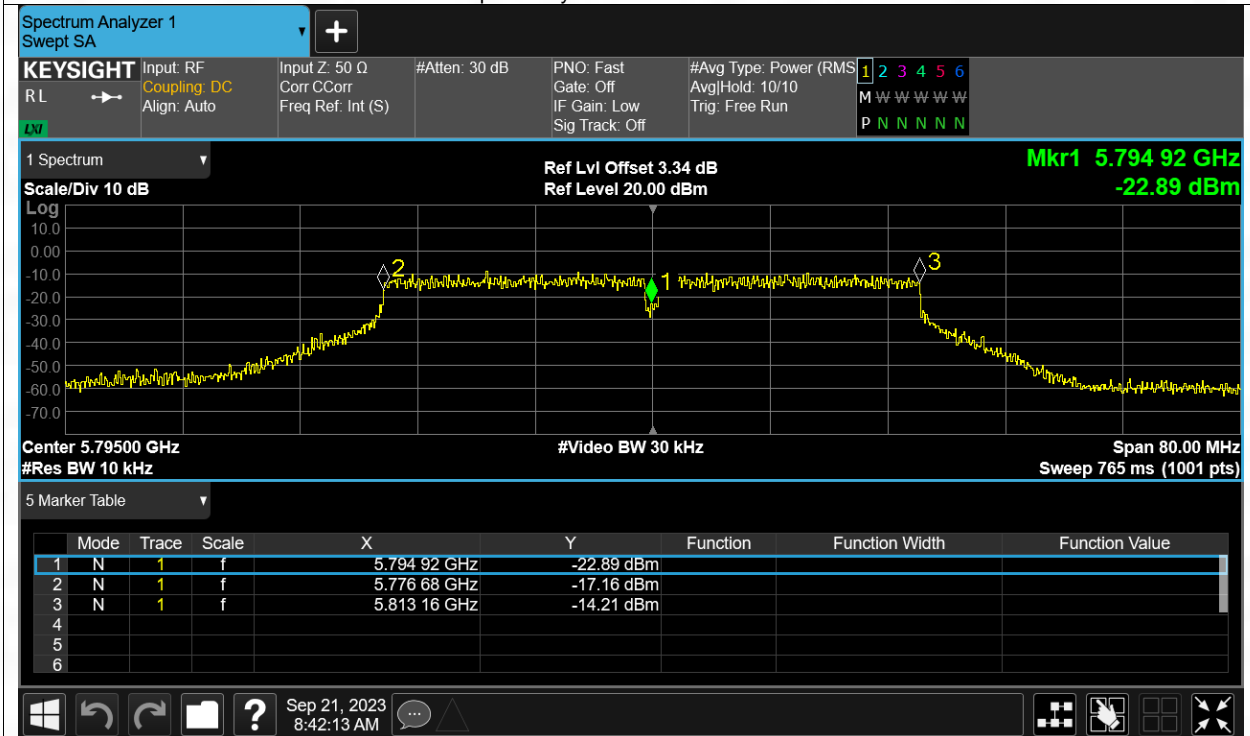 Spectrum Analyzer 1
Swept SA
KEYSIGHT Input: RF Input Z: 50 Ω #Atten: 30 dB PNO: Fast #Avg Type: Power (RMS 1 2 3 4 5 6
RL Coupling: DC Corr CCorr Gate: Off Avg|Hold: 10/10 M W W W W W
Align: Auto Freq Ref: Int (S) IF Gain: Low Trig: Free Run
LXI Sig Track: Off P N N N N N N
1 Spectrum
Scale/Div 10 dB
Ref Lvl Offset 3.34 dB
Ref Level 20.00 dBm
Mkr1 5.794 92 GHz
-22.89 dBm
Log
10.0
0.00
-10.0
-20.0
-30.0
-40.0
-50.0
-60.0
-70.0
2
1
3
Center 5.79500 GHz #Video BW 30 kHz Span 80.00 MHz
#Res BW 10 kHz Sweep 765 ms (1001 pts)
5 Marker Table
Mode Trace Scale X Y Function Function Width Function Value
1 N 1 f 5.794 92 GHz -22.89 dBm
2 N 1 f 5.776 68 GHz -17.16 dBm
3 N 1 f 5.813 16 GHz -14.21 dBm
4
5
6
? Sep 21, 2023
8:42:13 AM